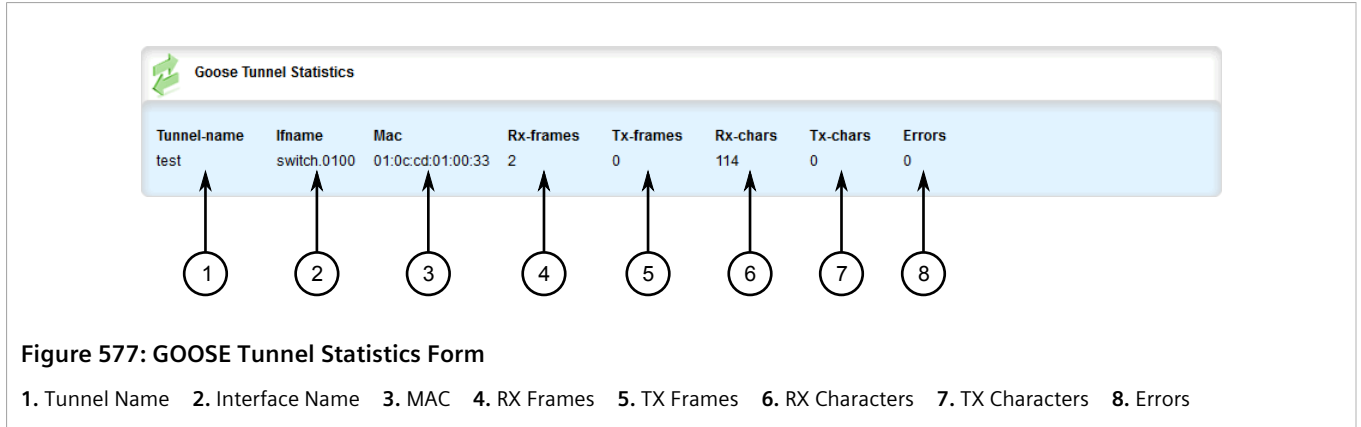 Goose Tunnel Statistics
Tunnel-name Ifname Mac Rx-frames Tx-frames Rx-chars Tx-chars Errors
test switch.0100 01:0c:cd:01:00:33 2 0 114 0 0
1 2 3 4 5 6 7 8
Figure 577: GOOSE Tunnel Statistics Form
1. Tunnel Name 2. Interface Name 3. MAC 4. RX Frames 5. TX Frames 6. RX Characters 7. TX Characters 8. Errors